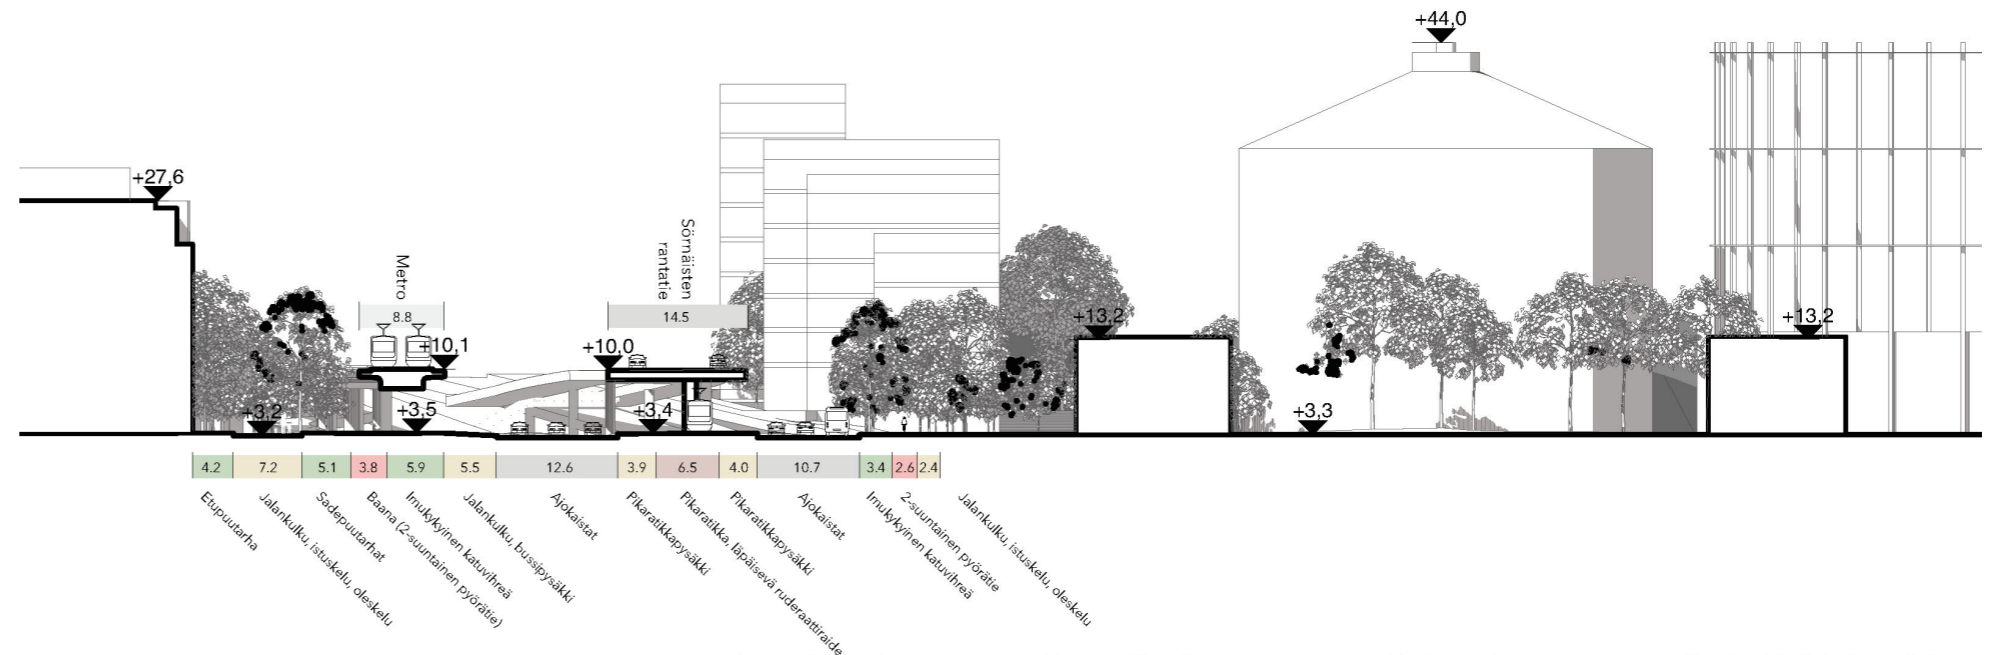 +44,0
+27,6
Sörnäisten
rantatie
Metro
8.8
14.5
+13,2
+13,2
+10,1
+10,0
+3,2
+3,5
+3,4
+3,3
4.2
7.2
5.1
3.8
5.9
5.5
12.6
3.9
6.5
4.0
10.7
3.4
2.6
2.4
Etupuutarha
Jalankulku, istuskelu, oleskelu
Sadepuutarhat
Baana (2-suuntainen pyörätie)
Imukykyinen katuvihreä
Jalankulku, bussipysäkki
Ajokaistat
Pikaratikkapysäkki
Pikaratikka, läpäisevä ruderaattiraide
Pikaratikkapysäkki
Ajokaistat
Imukykyinen katuvihreä
2-suuntainen pyörätie
Jalankulku, istuskelu, oleskelu